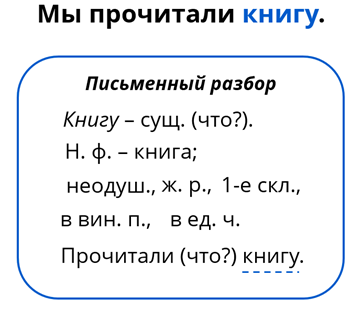 Мы прочитали книгу.
Письменный разбор
Книгу – сущ. (что?).
Н. ф. – книга;
неодуш., ж. р., 1-е скл.,
в вин. п., в ед. ч.
Прочитали (что?) книгу.